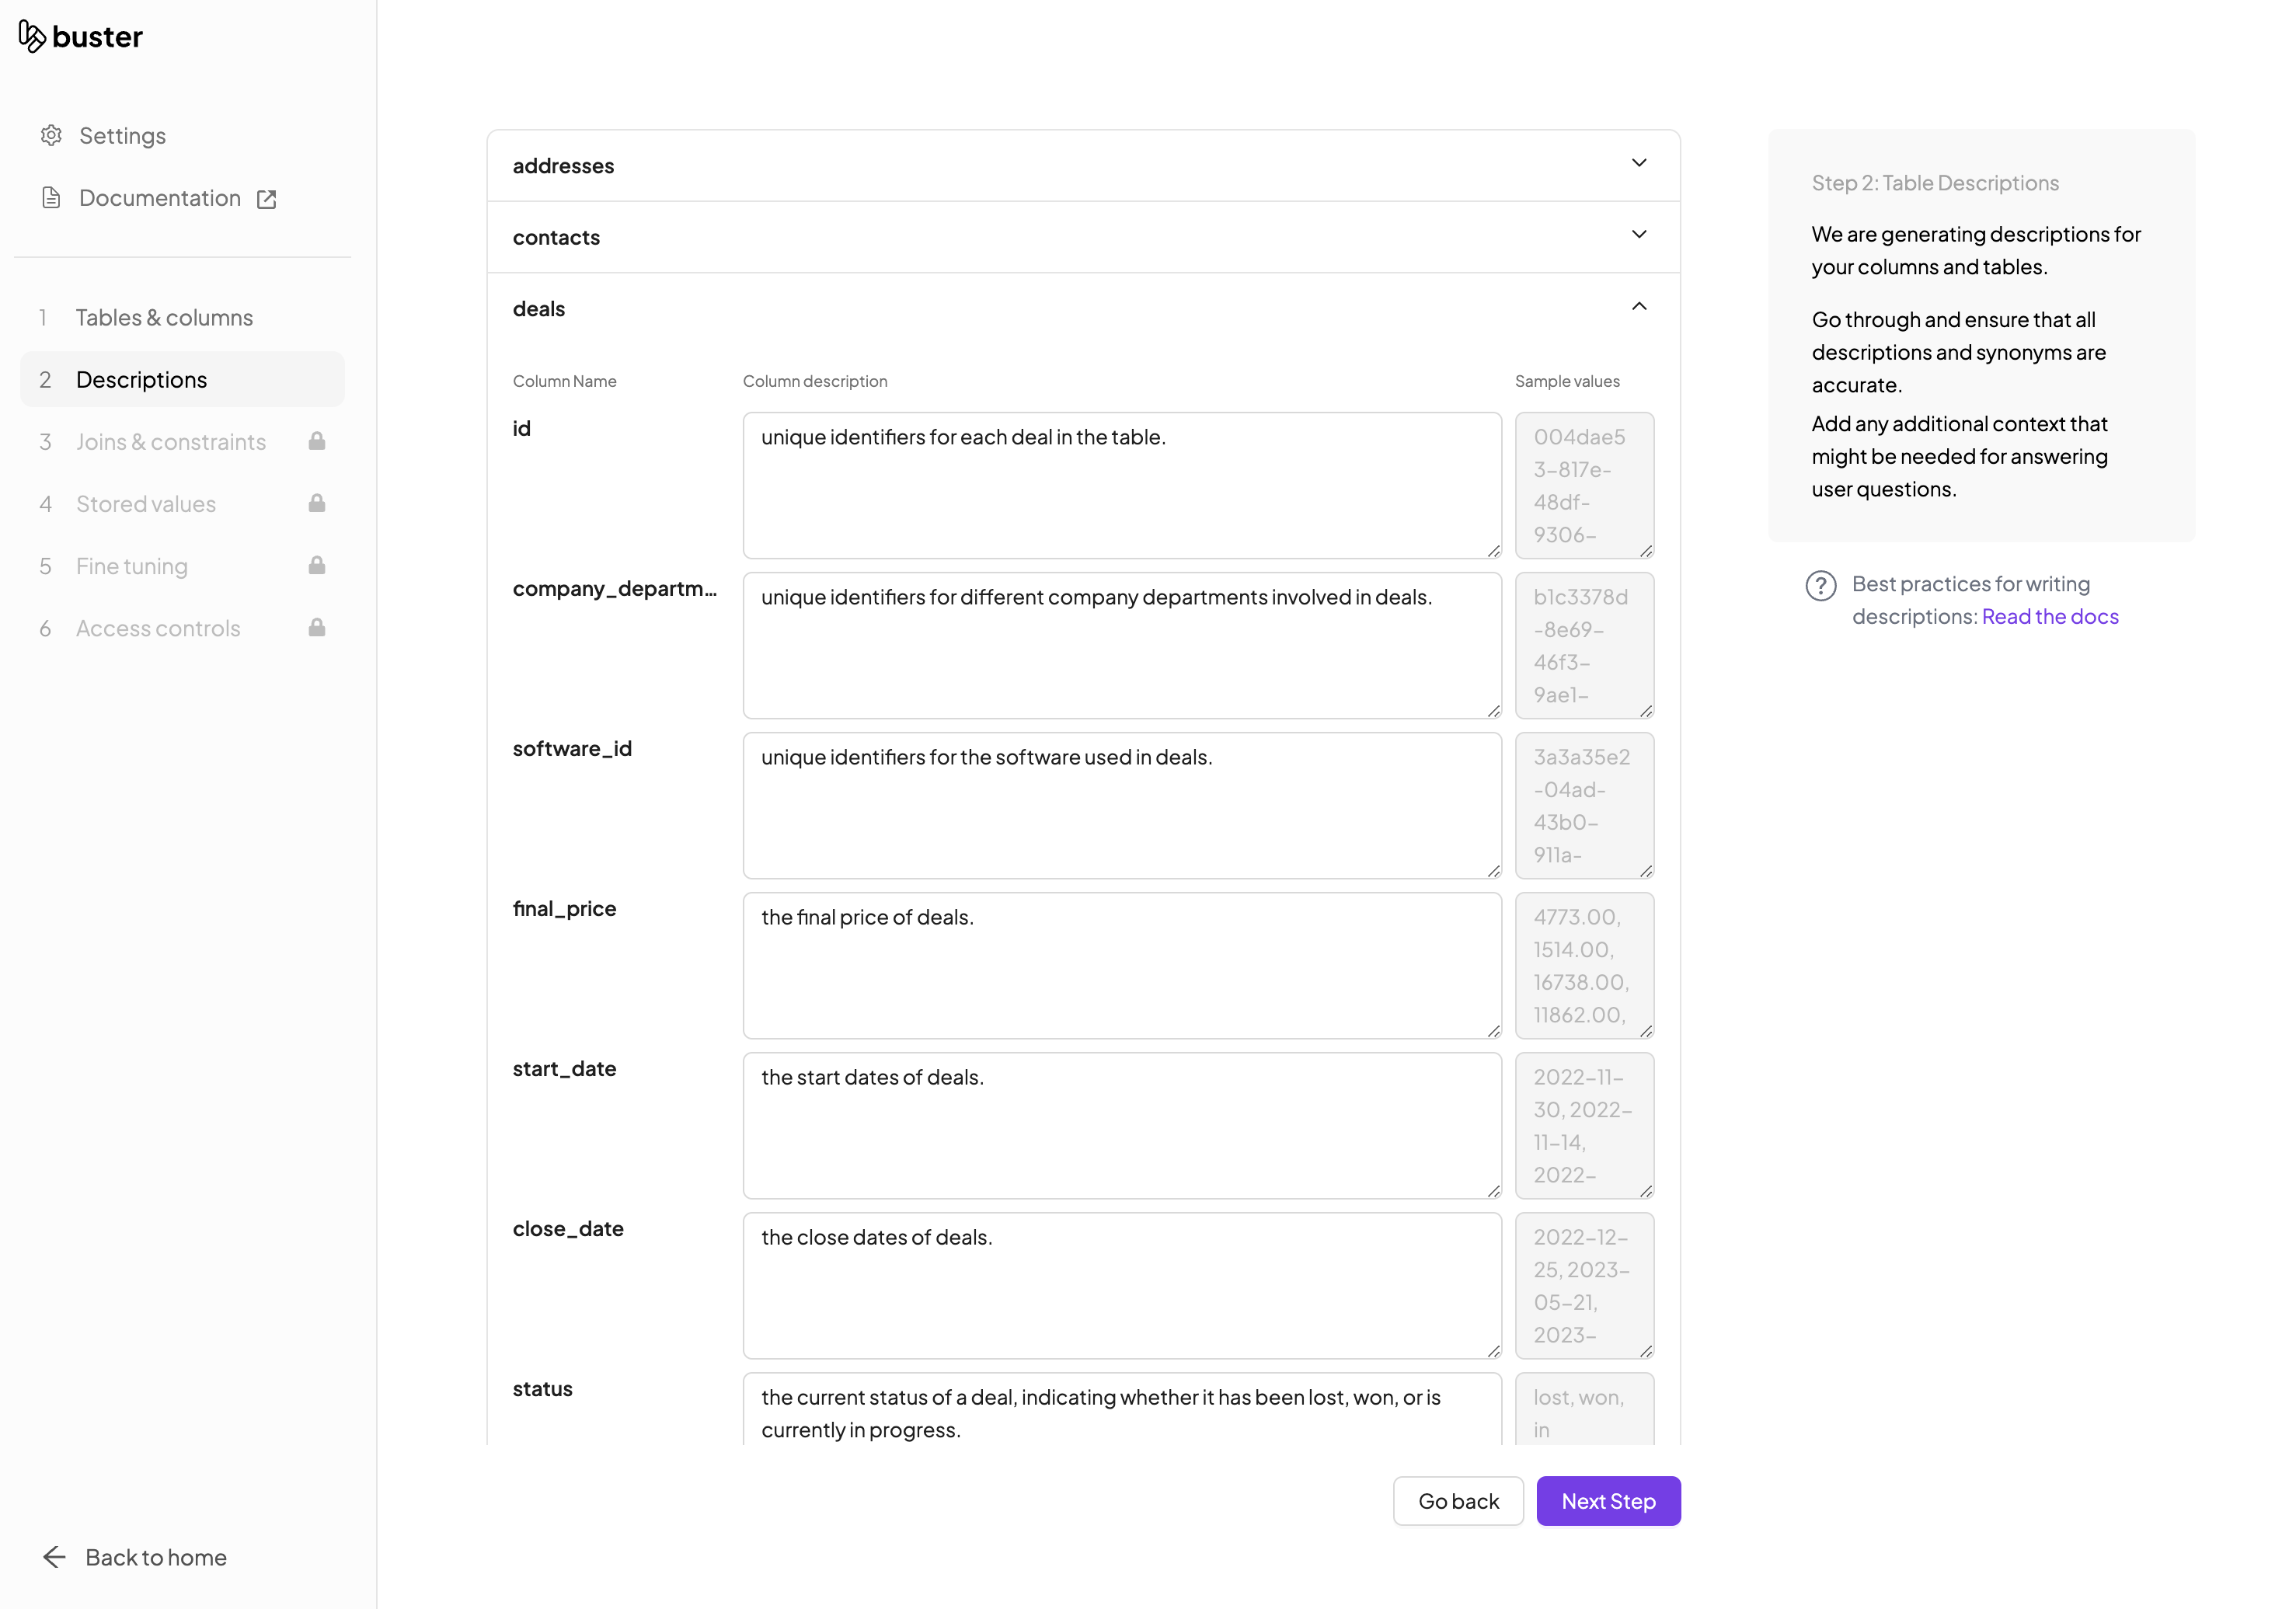 buster
Settings
Documentation
1 Tables & columns
2 Descriptions
3 Joins & constraints
4 Stored values
5 Fine tuning
6 Access controls
Back to home
addresses
contacts
deals
Column Name Column description Sample values
id
unique identifiers for each deal in the table.
004dae5
3-817e-
48df-
9306-
company_departm...
unique identifiers for different company departments involved in deals.
b1c3378d
-8e69-
46f3-
9ae1-
software_id
unique identifiers for the software used in deals.
3a3a35e2
-04ad-
43b0-
911a-
final_price
the final price of deals.
4773.00,
1514.00,
16738.00,
11862.00,
start_date
the start dates of deals.
2022-11-
30, 2022-
11-14,
2022-
close_date
the close dates of deals.
2022-12-
25, 2023-
05-21,
2023-
status
the current status of a deal, indicating whether it has been lost, won, or is
currently in progress.
lost, won,
in
Go back
Next Step
Step 2: Table Descriptions
We are generating descriptions for
your columns and tables.
Go through and ensure that all
descriptions and synonyms are
accurate.
Add any additional context that
might be needed for answering
user questions.
? Best practices for writing
descriptions: Read the docs